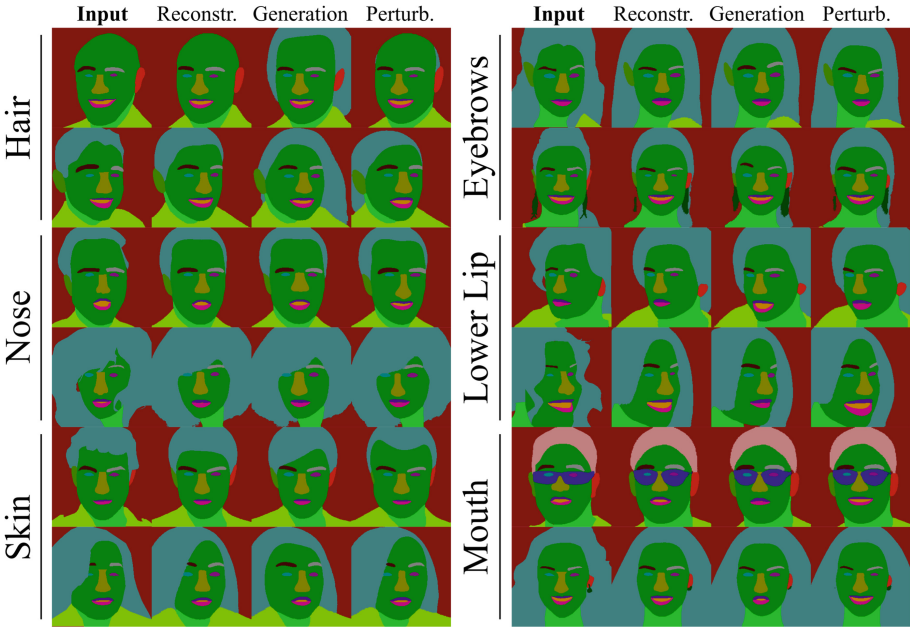 Input Reconstr. Generation Perturb.
Hair
Nose
Skin
Input Reconstr. Generation Perturb.
Eyebrows
Lower Lip
Mouth